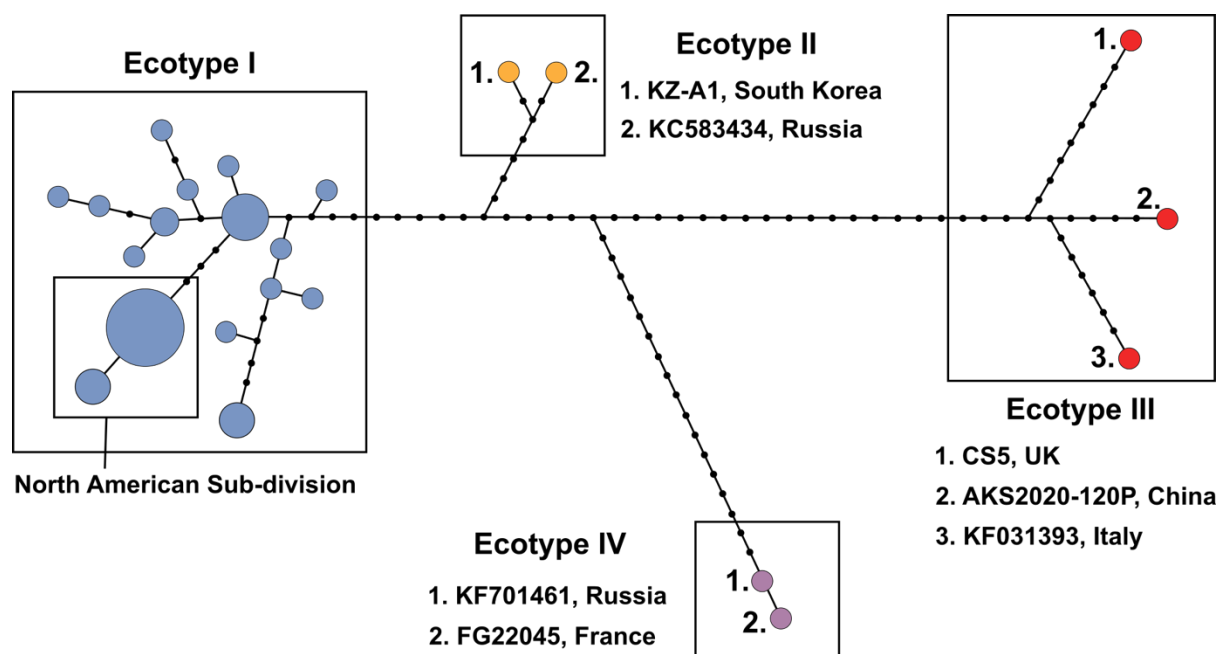 Ecotype I
North American Sub-division
1.
2.
Ecotype II
1. KZ-A1, South Korea
2. KC583434, Russia
1.
2.
3.
Ecotype III
1. CS5, UK
2. AKS2020-120P, China
3. KF031393, Italy
Ecotype IV
1. KF701461, Russia
2. FG22045, France
1.
2.